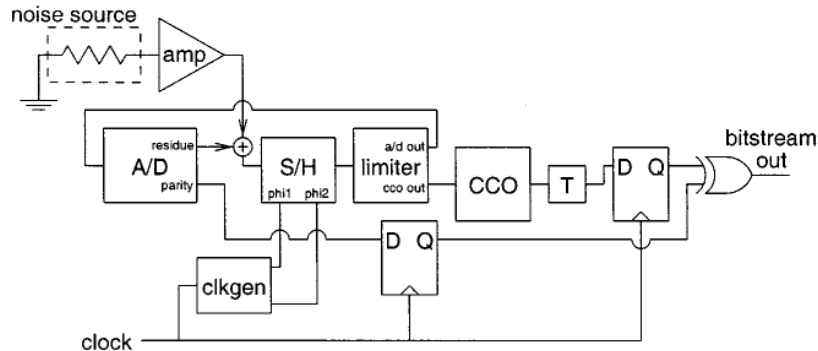 noise source
amp
residue
A/D
parity
+
S/H
phi1 phi2
a/d out
limiter
cco out
CCO
T
D Q
bitstream
out
D Q
clkgen
clock